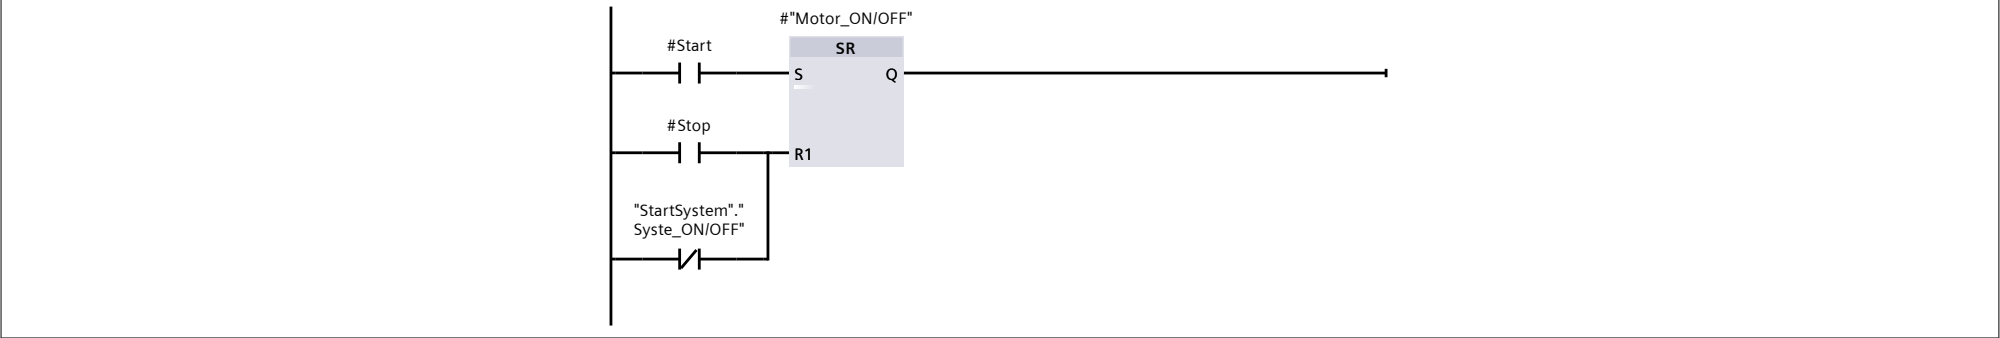 #"Motor_ON/OFF"
#Start
SR
S
Q
#Stop
R1
"StartSystem"."
Syste_ON/OFF"